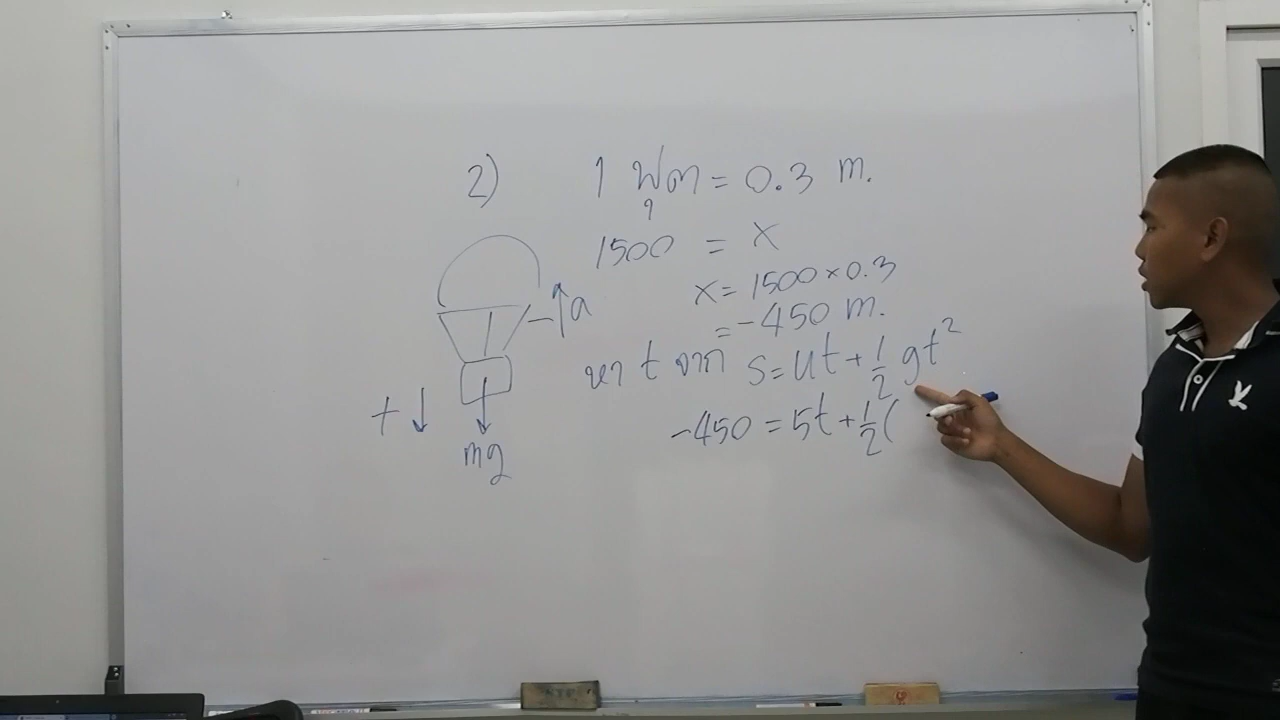 2) 1 ฟุต = 0.3 m.
1500 = x
x = 1500 × 0.3
= -450 m.
หา t จาก s = ut + 1/2 gt²
-450 = 5t + 1/2 (
a
+ ↓
mg